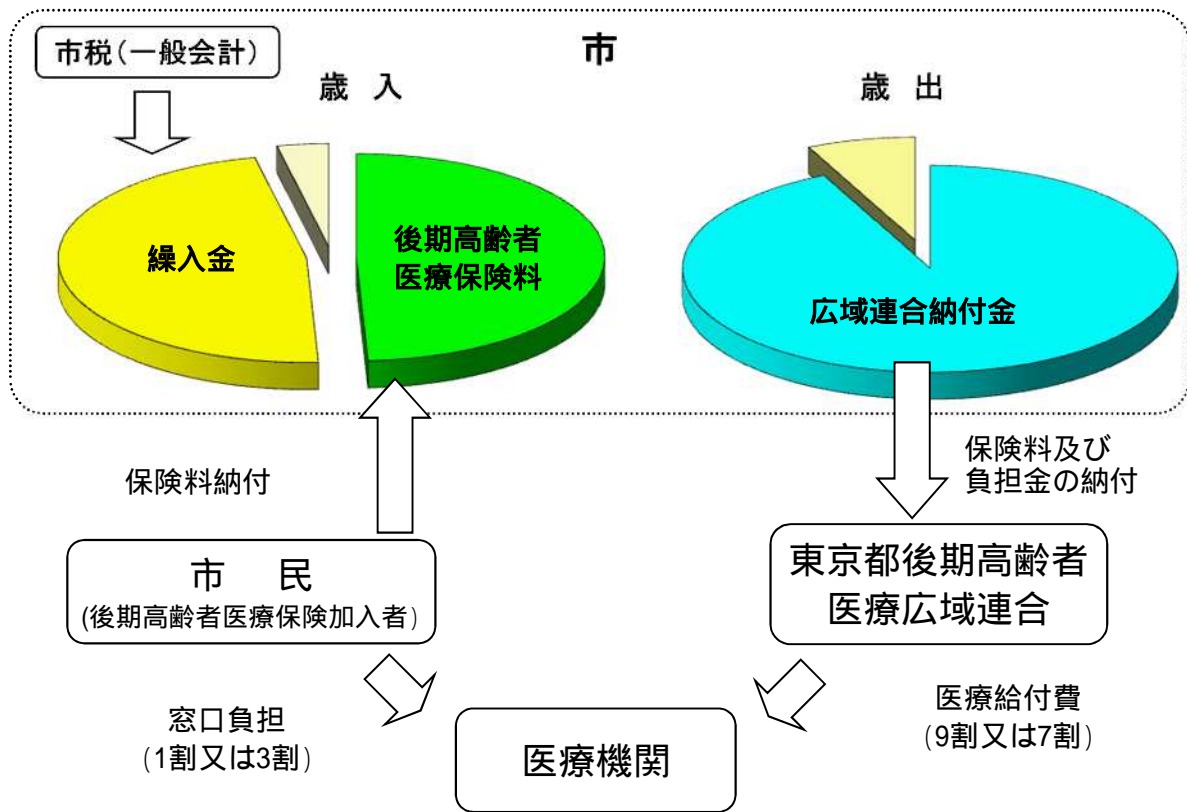 市税(一般会計)
市
歳 入
歳 出
繰入金
後期高齢者
医療保険料
広域連合納付金
保険料納付
保険料及び
負担金の納付
市 民
(後期高齢者医療保険加入者)
東京都後期高齢者
医療広域連合
窓口負担
(1割又は3割)
医療機関
医療給付費
(9割又は7割)